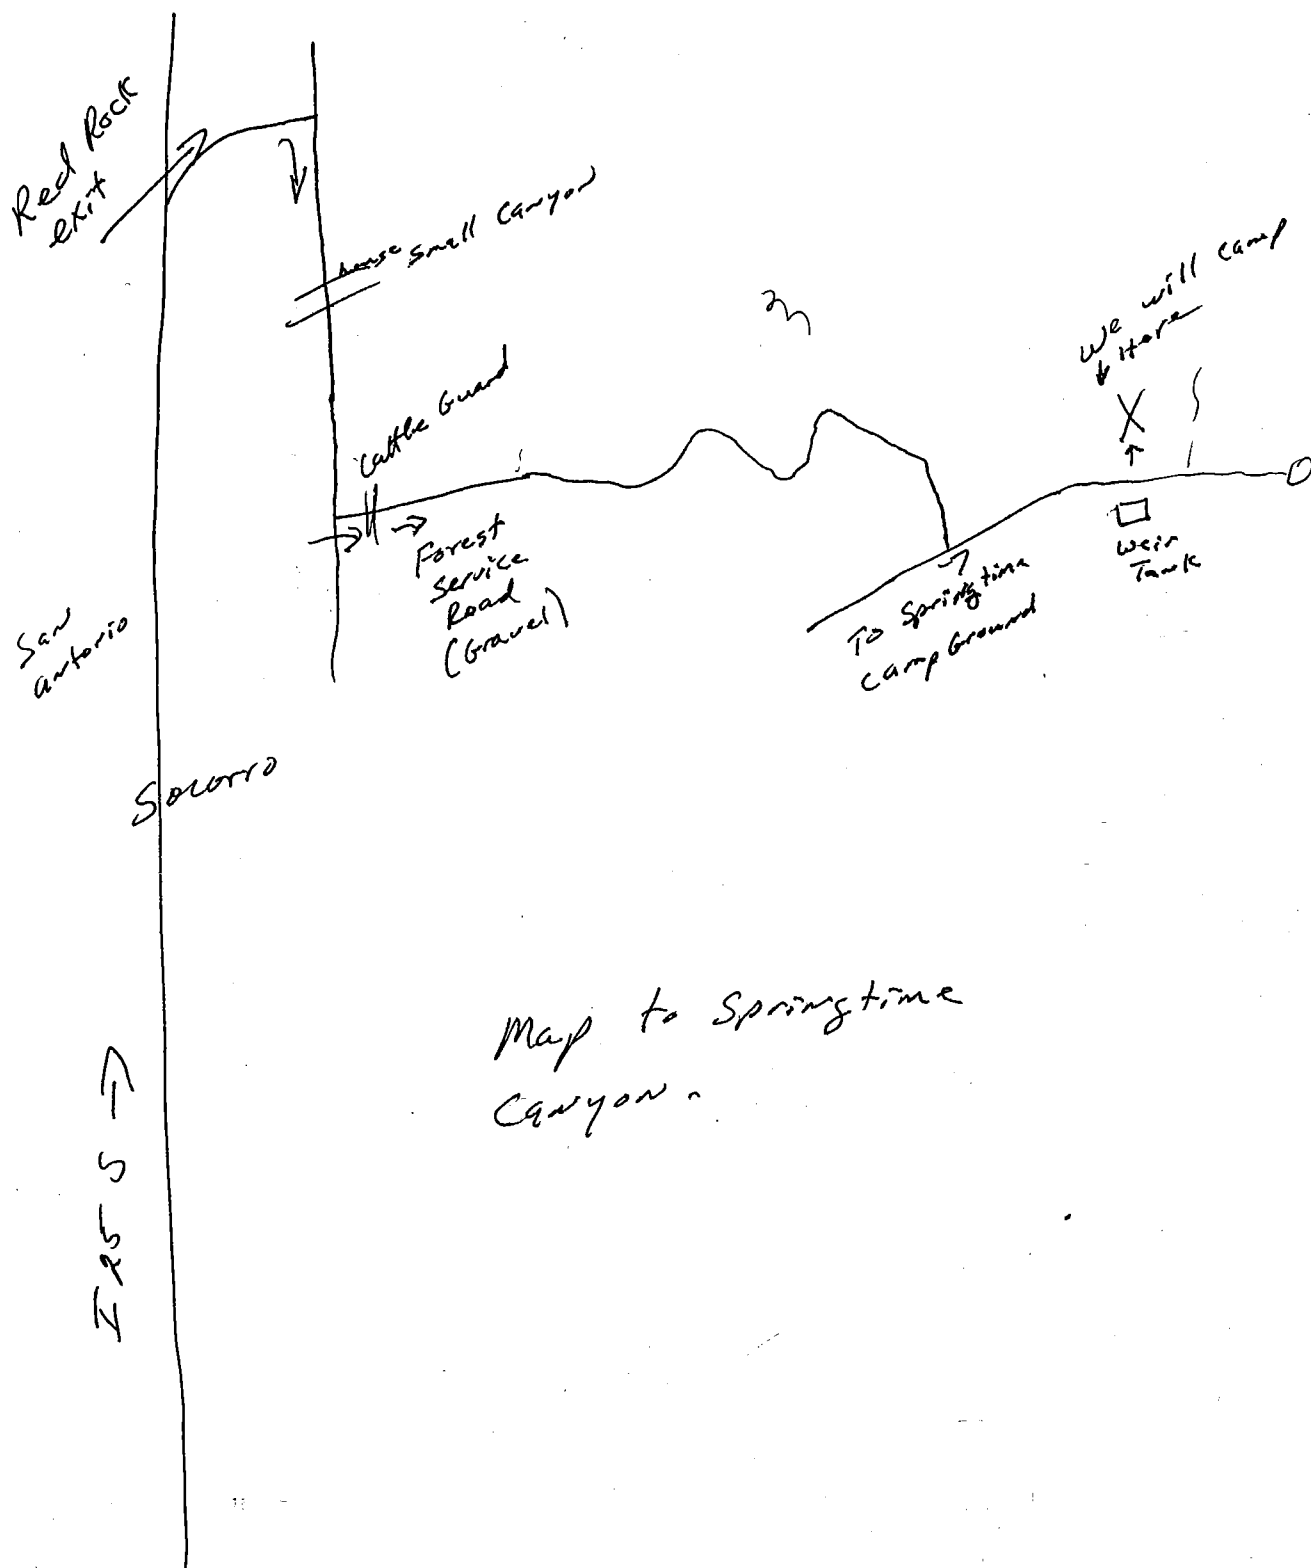 Red Rock
exit
Small Canyon
Cattle Guard
Forest
Service
Road
(Gravel)
We will camp
Here
X
Weir
Tank
To Springtime
Camp Ground
San
Antonio
Socorro
I 25 S →
Map to Springtime
Canyon.